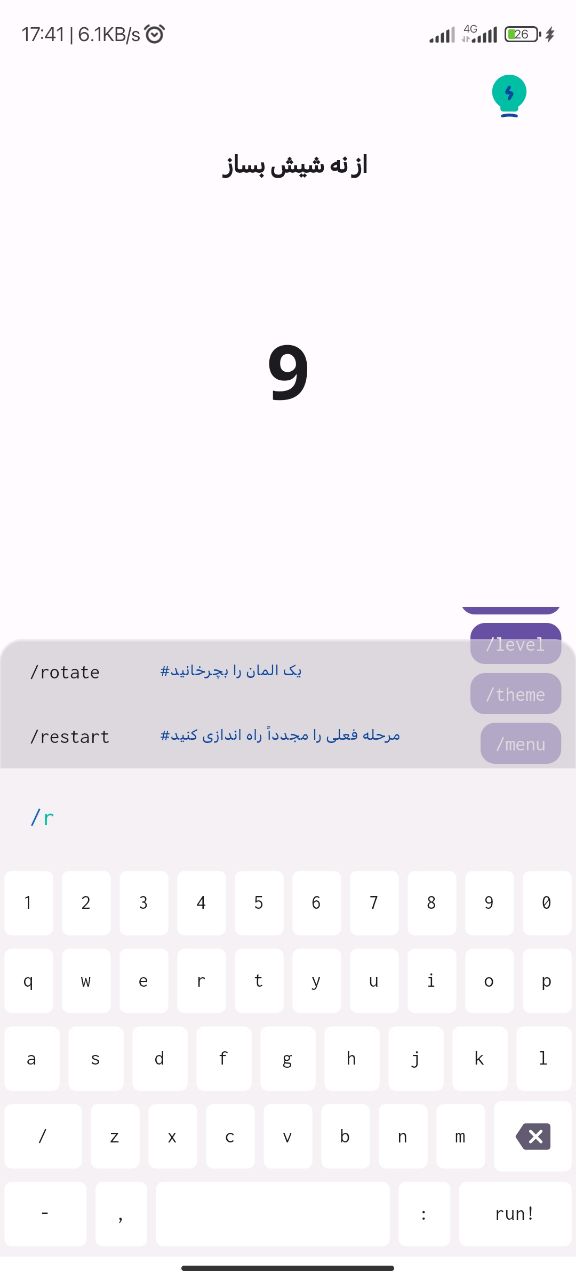 17:41 | 6.1KB/s 4G 26
از نه شیش بساز
9
/level
/rotate #یک المان را بچرخانید
/theme
/restart #مرحله فعلی را مجدداً راه اندازی کنید
/menu
/r
1 2 3 4 5 6 7 8 9 0
q w e r t y u i o p
a s d f g h j k l
/ z x c v b n m
- , : run!